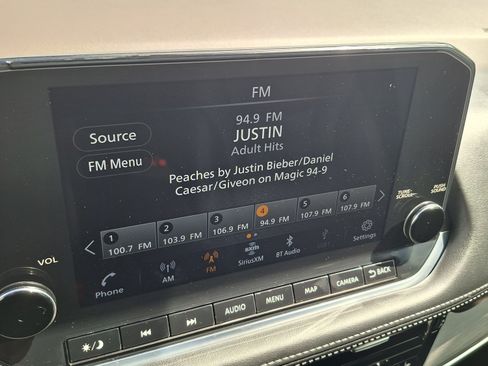 FM
94.9 FM
JUSTIN
Adult Hits
Source
FM Menu
Peaches by Justin Bieber/Daniel
Caesar/Giveon on Magic 94-9
1 2 3 4 5 6
100.7 FM 103.9 FM 106.9 FM 94.9 FM 107.9 FM 107.9 FM
Phone AM FM SiriusXM BT Audio Settings
VOL
TUNE-
SCROLL
PUSH
SOUND
AUDIO MENU MAP CAMERA BACK